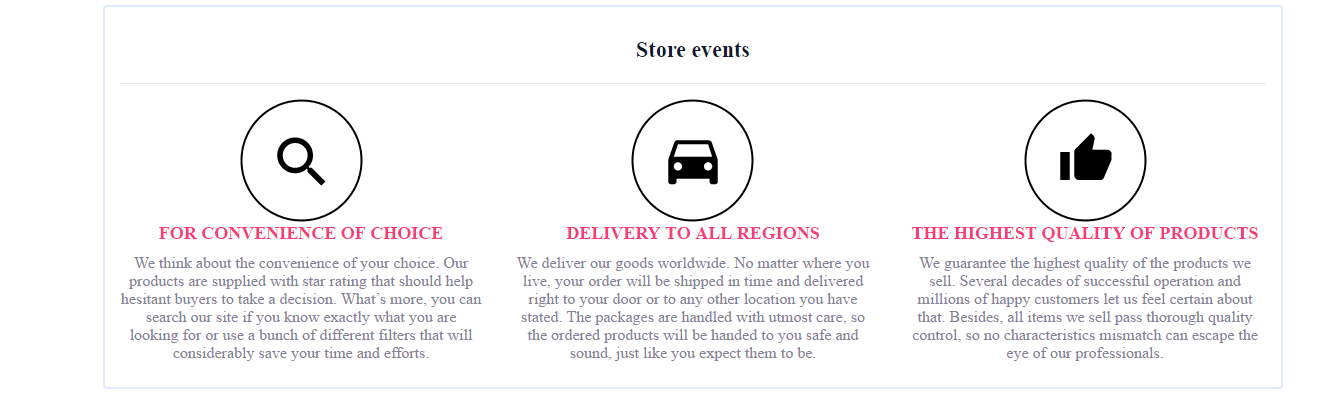 Store events
FOR CONVENIENCE OF CHOICE
We think about the convenience of your choice. Our
products are supplied with star rating that should help
hesitant buyers to take a decision. What’s more, you can
search our site if you know exactly what you are
looking for or use a bunch of different filters that will
considerably save your time and efforts.
DELIVERY TO ALL REGIONS
We deliver our goods worldwide. No matter where you
live, your order will be shipped in time and delivered
right to your door or to any other location you have
stated. The packages are handled with utmost care, so
the ordered products will be handed to you safe and
sound, just like you expect them to be.
THE HIGHEST QUALITY OF PRODUCTS
We guarantee the highest quality of the products we
sell. Several decades of successful operation and
millions of happy customers let us feel certain about
that. Besides, all items we sell pass thorough quality
control, so no characteristics mismatch can escape the
eye of our professionals.